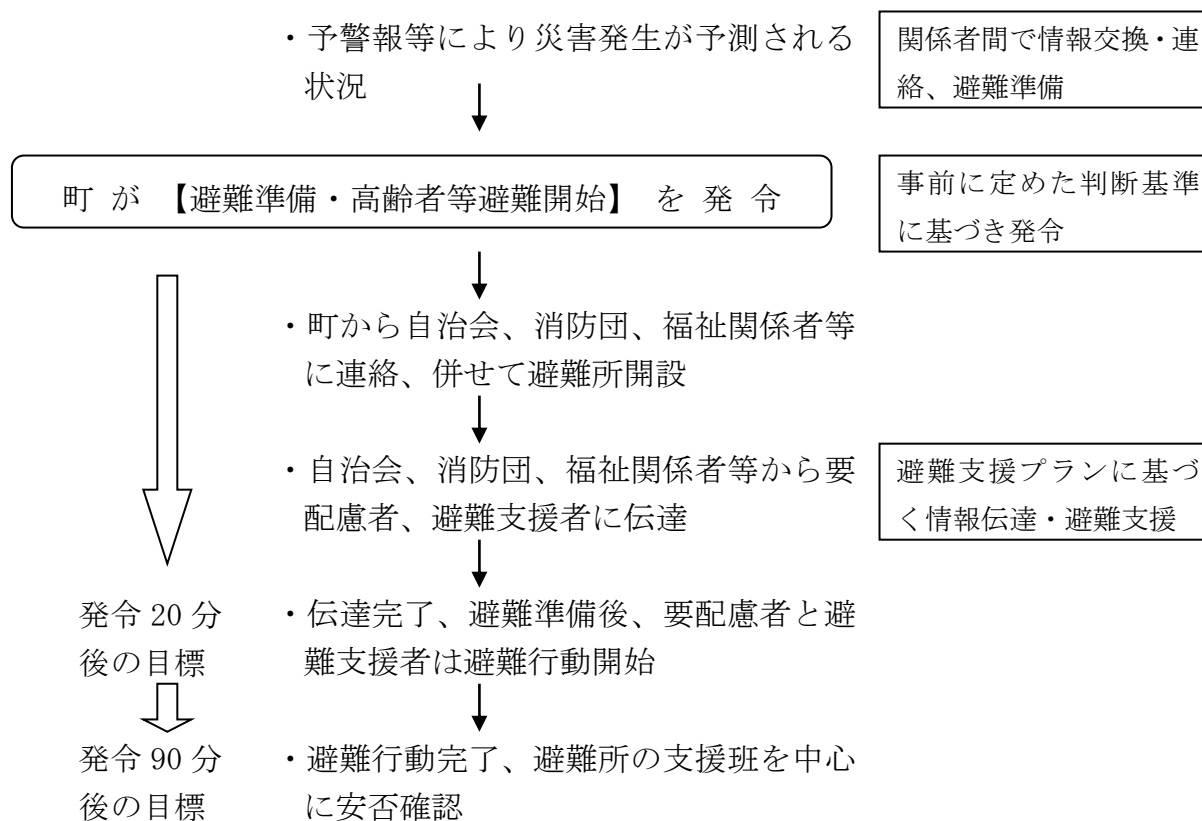 ・予警報等により災害発生が予測される
状況
関係者間で情報交換・連
絡、避難準備
町 が 【避難準備・高齢者等避難開始】 を 発 令
事前に定めた判断基準
に基づき発令
・町から自治会、消防団、福祉関係者等
に連絡、併せて避難所開設
・自治会、消防団、福祉関係者等から要
配慮者、避難支援者に伝達
避難支援プランに基づ
く情報伝達・避難支援
発令 20 分
後の目標
・伝達完了、避難準備後、要配慮者と避
難支援者は避難行動開始
発令 90 分
後の目標
・避難行動完了、避難所の支援班を中心
に安否確認